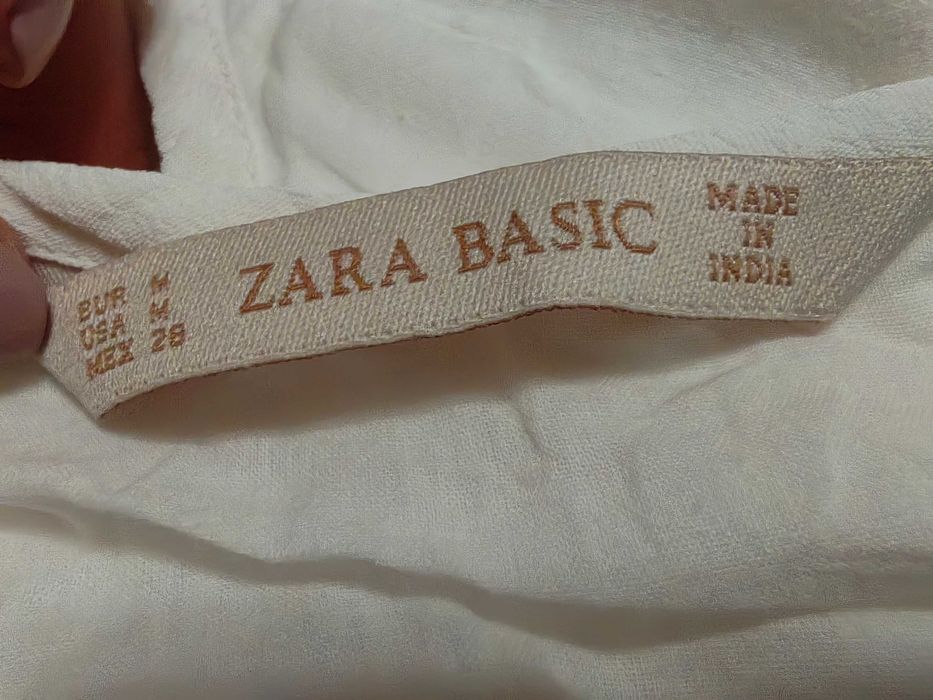 EUR M
USA M
MEX 28
ZARA BASIC
MADE
IN
INDIA